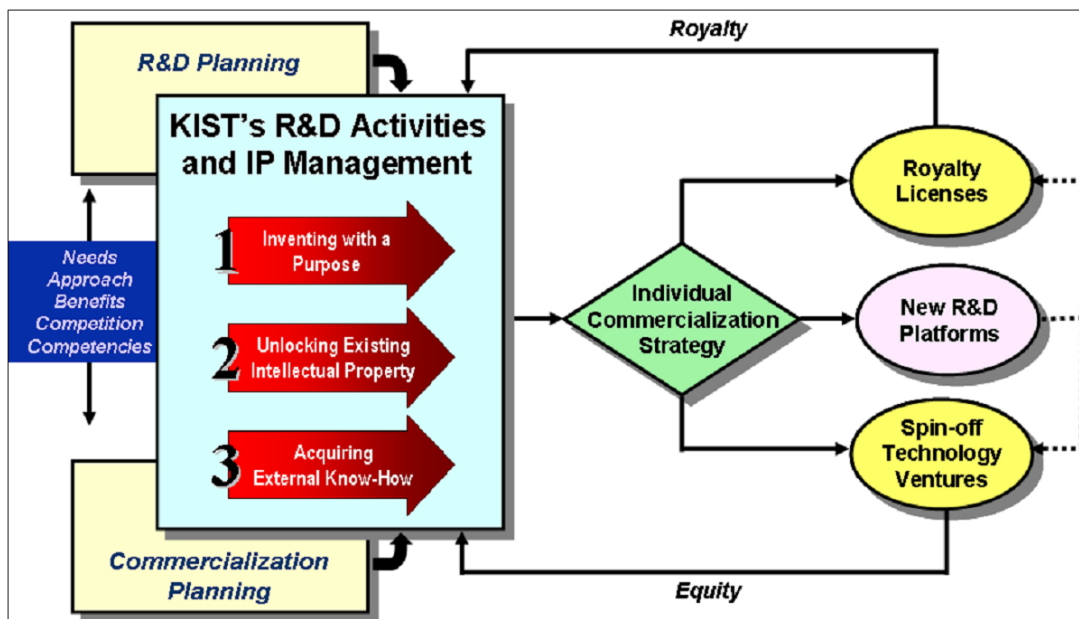 R&D Planning
KIST's R&D Activities
and IP Management
1
Inventing with a
Purpose
2
Unlocking Existing
Intellectual Property
3
Acquiring
External Know-How
Needs
Approach
Benefits
Competition
Competencies
Commercialization
Planning
Individual
Commercialization
Strategy
Royalty
Royalty
Licenses
New R&D
Platforms
Spin-off
Technology
Ventures
Equity